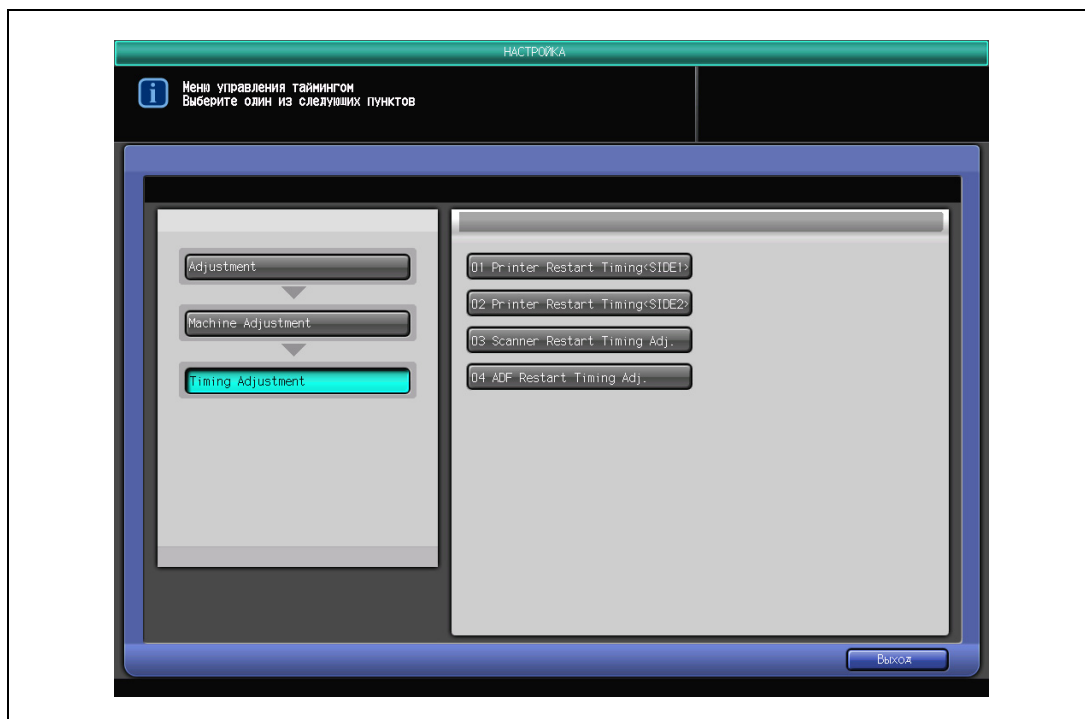 НАСТРОЙКА
Меню управления таймингом
Выберите один из следующих пунктов
Adjustment
Machine Adjustment
Timing Adjustment
01 Printer Restart Timing<SIDE1>
02 Printer Restart Timing<SIDE2>
03 Scanner Restart Timing Adj.
04 ADF Restart Timing Adj.
Выход